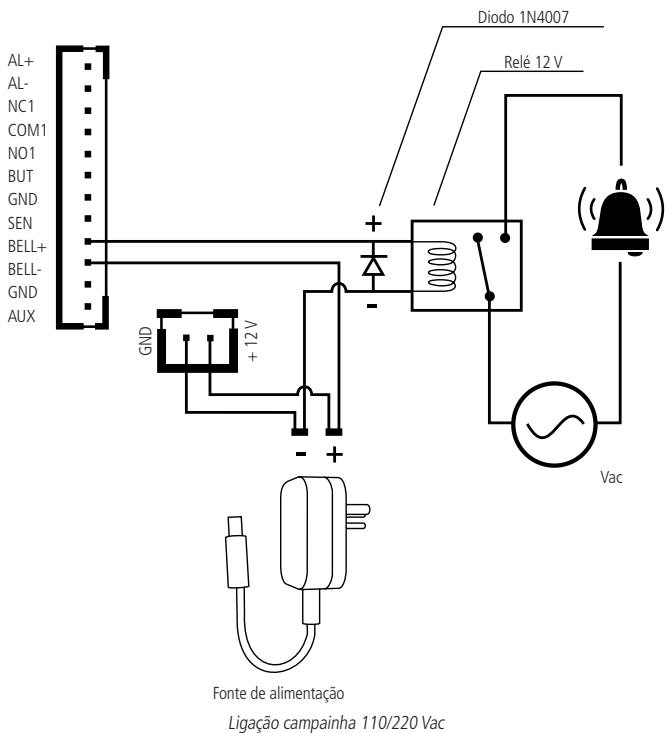 Diodo 1N4007
Relé 12 V
AL+
AL-
NC1
COM1
NO1
BUT
GND
SEN
BELL+
BELL-
GND
AUX
+
-
GND
+ 12 V
- +
Vac
Fonte de alimentação
Ligação campainha 110/220 Vac